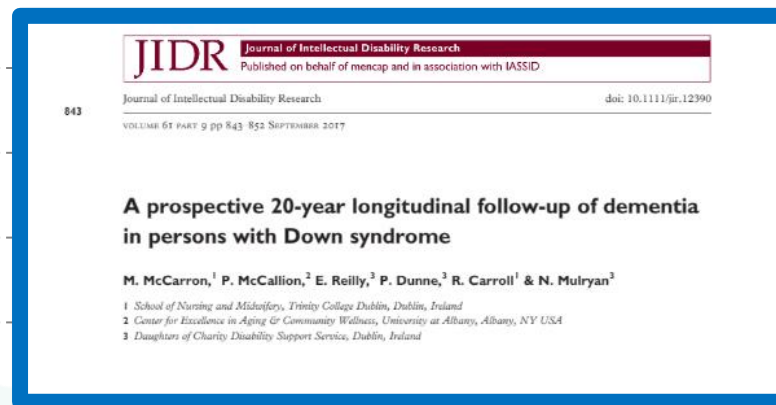 JIDR
Journal of Intellectual Disability Research
Published on behalf of mencap and in association with IASSID
Journal of Intellectual Disability Research
doi: 10.1111/jir.12390
843
VOLUME 61 PART 9 pp 843–852 SEPTEMBER 2017
A prospective 20-year longitudinal follow-up of dementia
in persons with Down syndrome
M. McCarron,¹ P. McCallion,² E. Reilly,³ P. Dunne,³ R. Carroll¹ & N. Mulryan³
1 School of Nursing and Midwifery, Trinity College Dublin, Dublin, Ireland
2 Center for Excellence in Aging & Community Wellness, University at Albany, Albany, NY USA
3 Daughters of Charity Disability Support Service, Dublin, Ireland